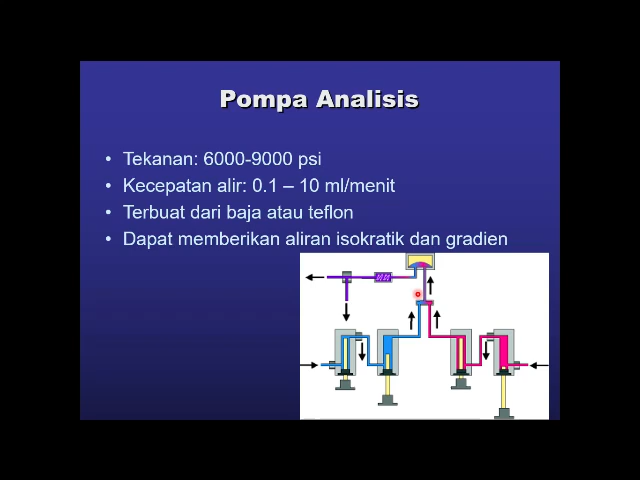 Pompa Analisis
• Tekanan: 6000-9000 psi
• Kecepatan alir: 0.1 – 10 ml/menit
• Terbuat dari baja atau teflon
• Dapat memberikan aliran isokratik dan gradien